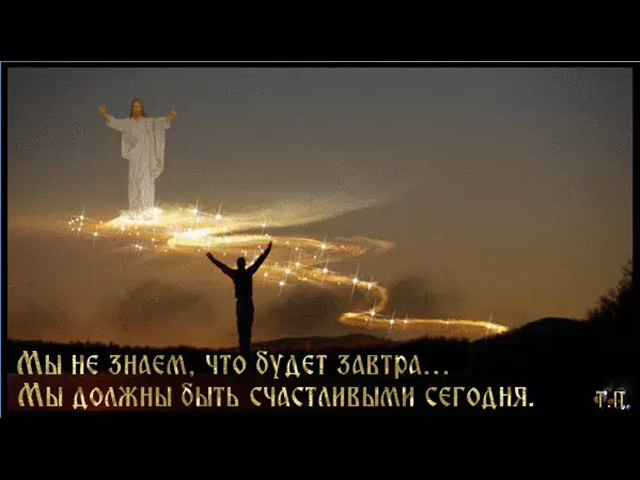 Мы не знаем, что будет завтра...
Мы должны быть счастливыми сегодня.
Т.П.